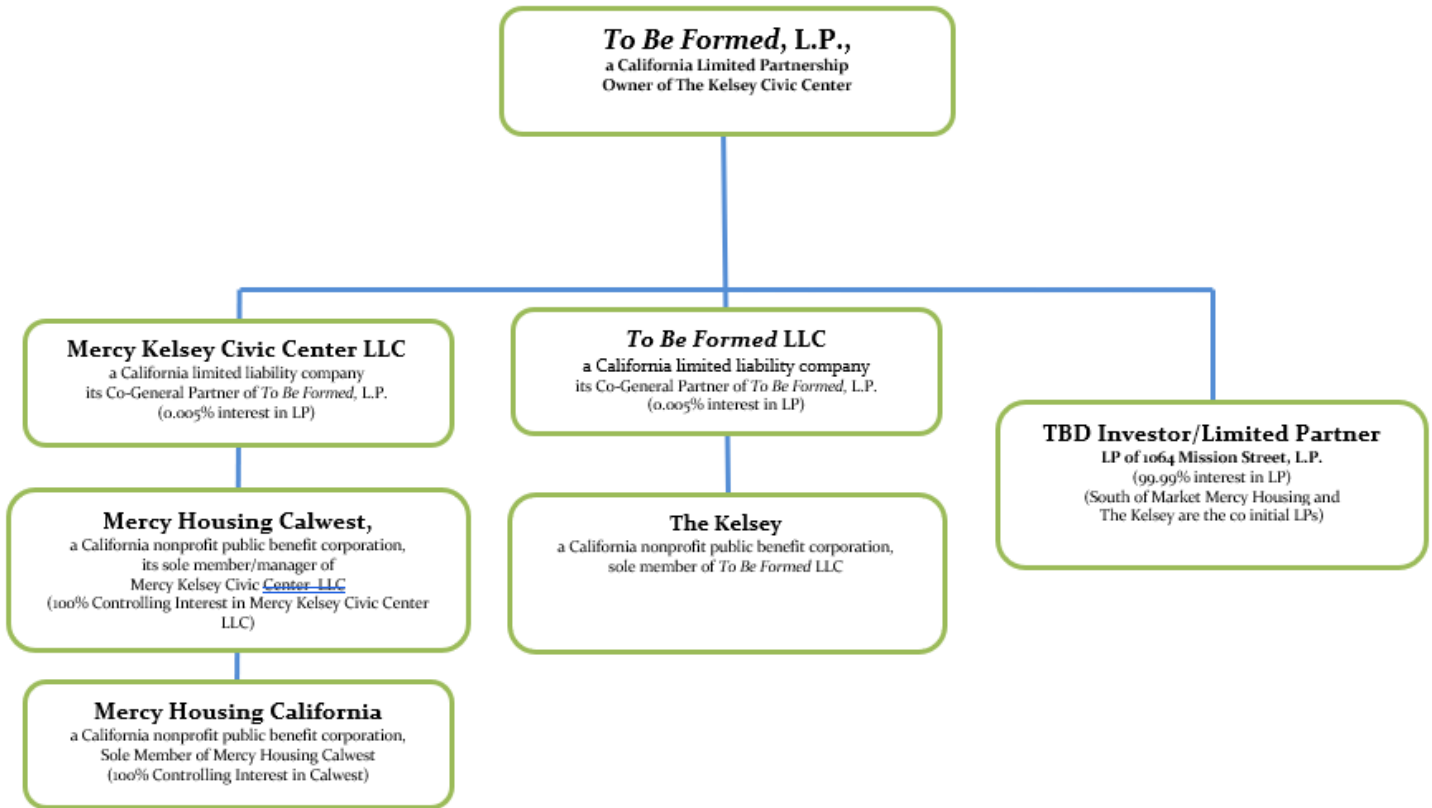 To Be Formed, L.P.,
a California Limited Partnership
Owner of The Kelsey Civic Center
Mercy Kelsey Civic Center LLC
a California limited liability company
its Co-General Partner of To Be Formed, L.P.
(0.005% interest in LP)
To Be Formed LLC
a California limited liability company
its Co-General Partner of To Be Formed, L.P.
(0.005% interest in LP)
TBD Investor/Limited Partner
LP of 1064 Mission Street, L.P.
(99.99% interest in LP)
(South of Market Mercy Housing and
The Kelsey are the co initial LPs)
Mercy Housing Calwest,
a California nonprofit public benefit corporation,
its sole member/manager of
Mercy Kelsey Civic Center LLC
(100% Controlling Interest in Mercy Kelsey Civic Center
LLC)
The Kelsey
a California nonprofit public benefit corporation,
sole member of To Be Formed LLC
Mercy Housing California
a California nonprofit public benefit corporation,
Sole Member of Mercy Housing Calwest
(100% Controlling Interest in Calwest)